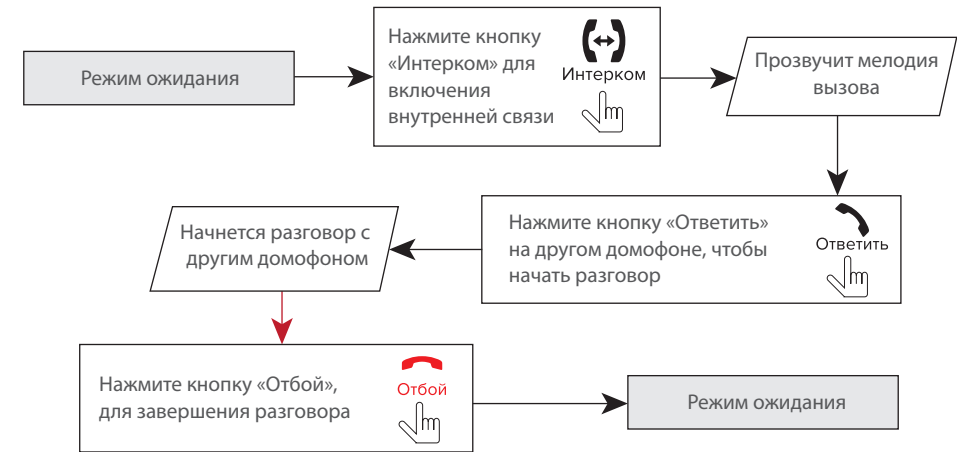 Режим ожидания
Нажмите кнопку
«Интерком» для
включения
внутренней связи
Интерком
Прозвучит мелодия
вызова
Нажмите кнопку «Ответить»
на другом домофоне, чтобы
начать разговор
Ответить
Начнется разговор с
другим домофоном
Нажмите кнопку «Отбой»,
для завершения разговора
Отбой
Режим ожидания